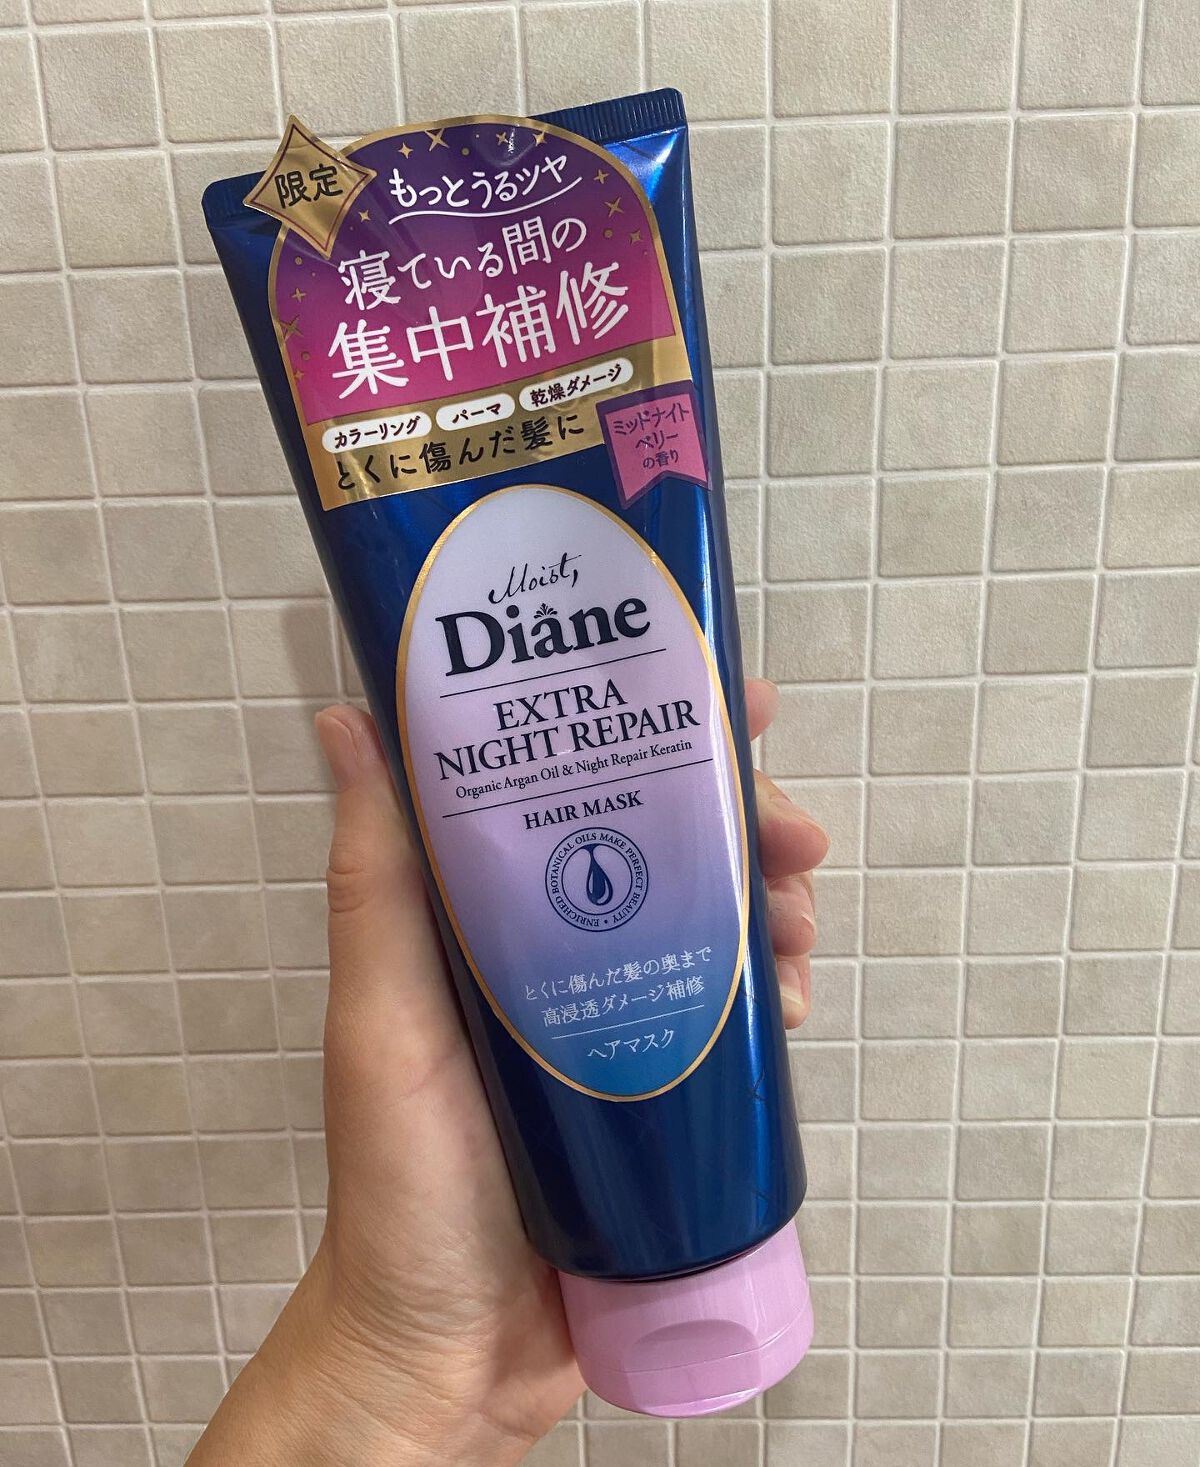 限定
もっとうるツヤ
寝ている間の
集中補修
カラーリング パーマ 乾燥ダメージ
とくに傷んだ髪に
ミッドナイト
ベリー
の香り
Moist,
Diane
EXTRA
NIGHT REPAIR
Organic Argan Oil & Night Repair Keratin
HAIR MASK
ENRICHED BOTANICAL OILS MAKE PERFECT BEAUTY •
とくに傷んだ髪の奥まで
高浸透ダメージ補修
ヘアマスク